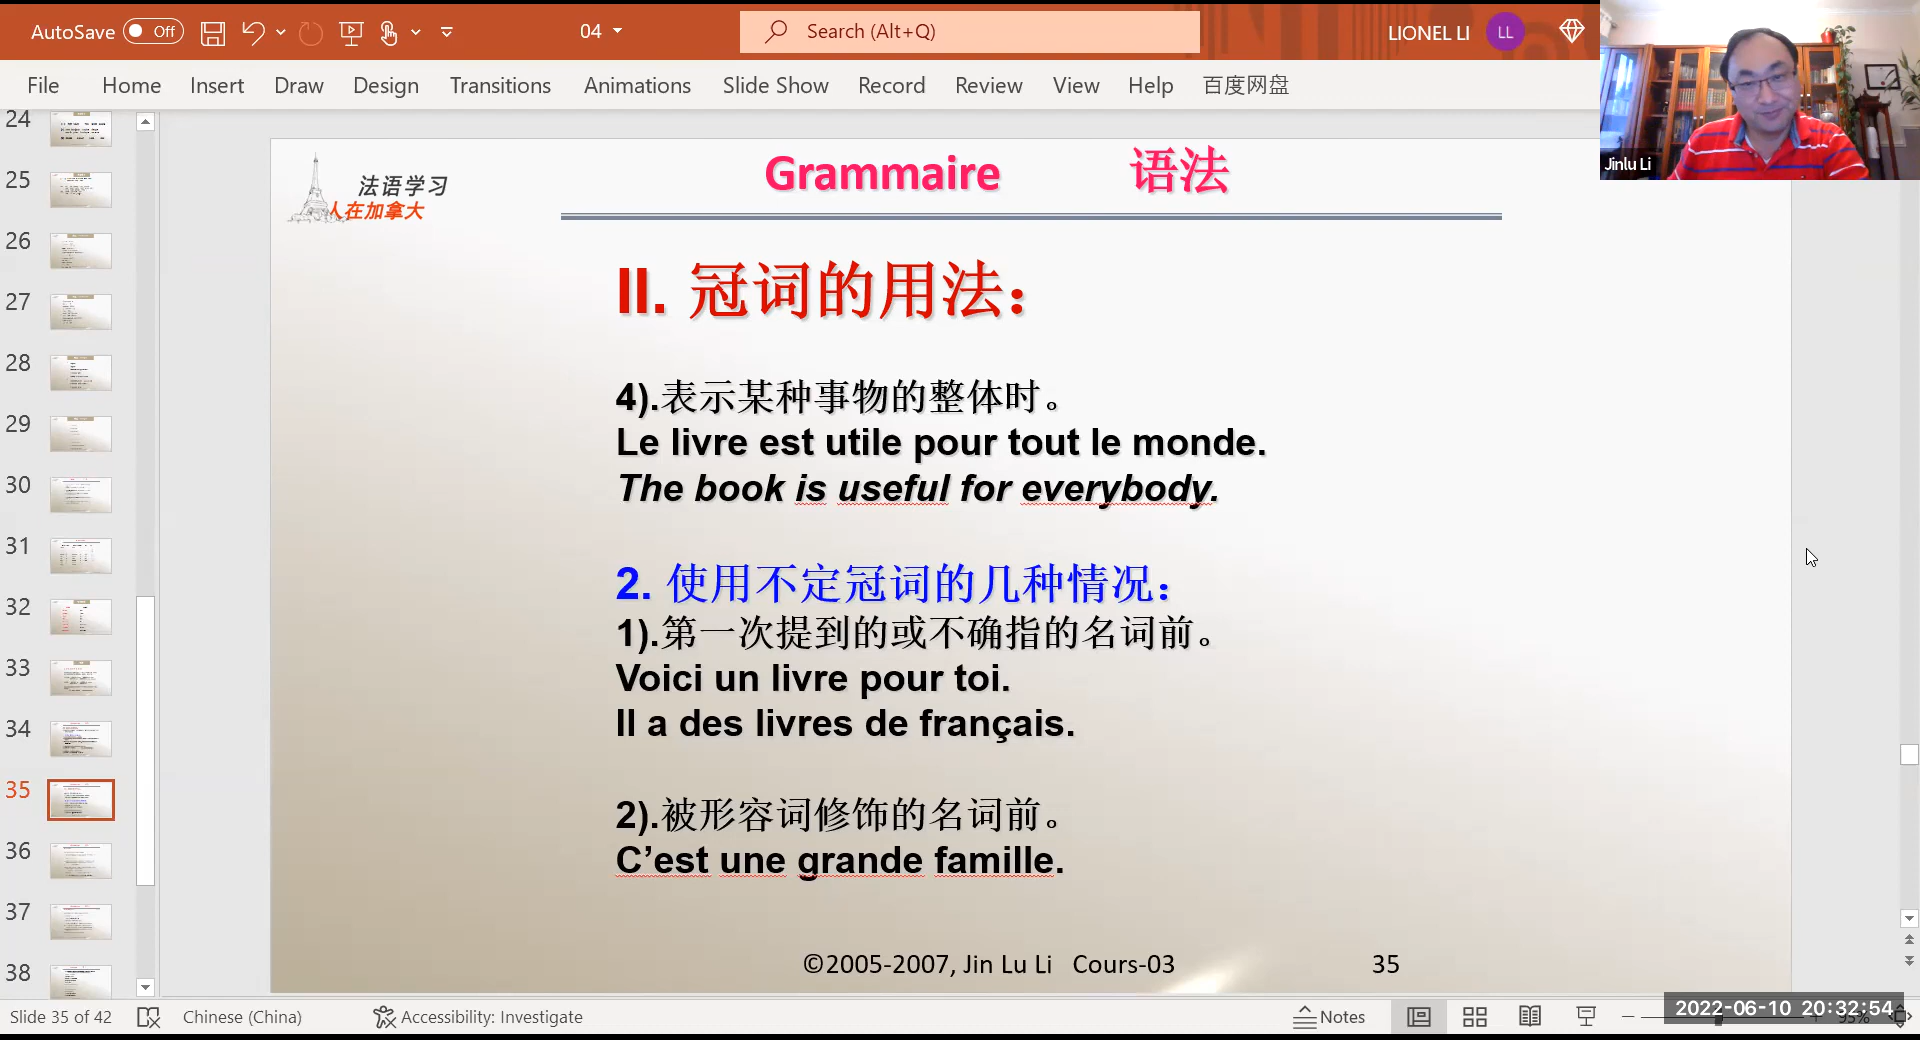 AutoSave Off
04
Search (Alt+Q)
LIONEL LI
LL
File Home Insert Draw Design Transitions Animations Slide Show Record Review View Help 百度网盘
Jinlu Li
24
25
26
27
28
29
30
31
32
33
34
35
36
37
38
法语学习
人在加拿大
Grammaire 语法
II. 冠词的用法：
4).表示某种事物的整体时。
Le livre est utile pour tout le monde.
The book is useful for everybody.
2. 使用不定冠词的几种情况：
1).第一次提到的或不确指的名词前。
Voici un livre pour toi.
Il a des livres de français.
2).被形容词修饰的名词前。
C’est une grande famille.
©2005-2007, Jin Lu Li Cours-03
35
Slide 35 of 42
Chinese (China)
Accessibility: Investigate
Notes
2022-06-10 20:32:54